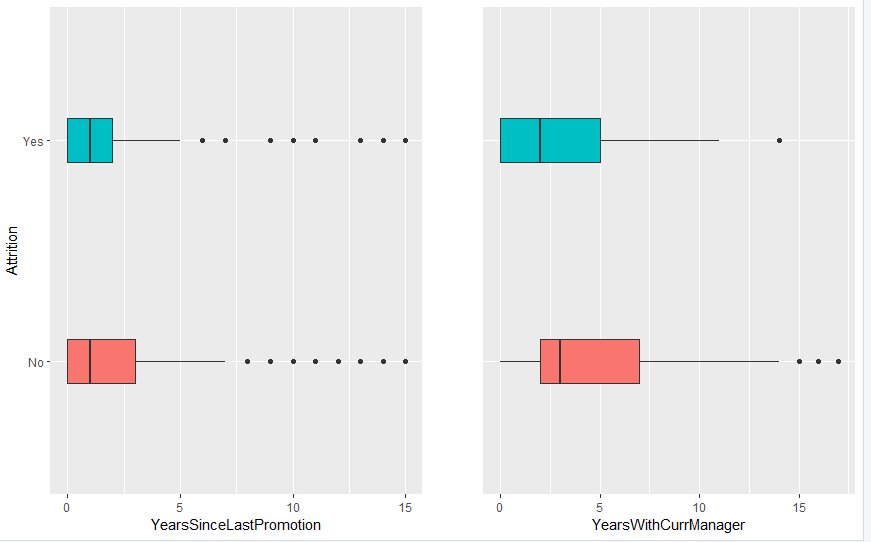 Attrition
Yes
No
0 5 10 15
YearsSinceLastPromotion
0 5 10 15
YearsWithCurrManager